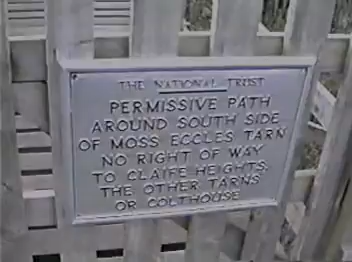 THE NATIONAL TRUST
PERMISSIVE PATH
AROUND SOUTH SIDE
OF MOSS ECCLES TARN
NO RIGHT OF WAY
TO CLAIFE HEIGHTS,
THE OTHER TARNS
OR COLTHOUSE